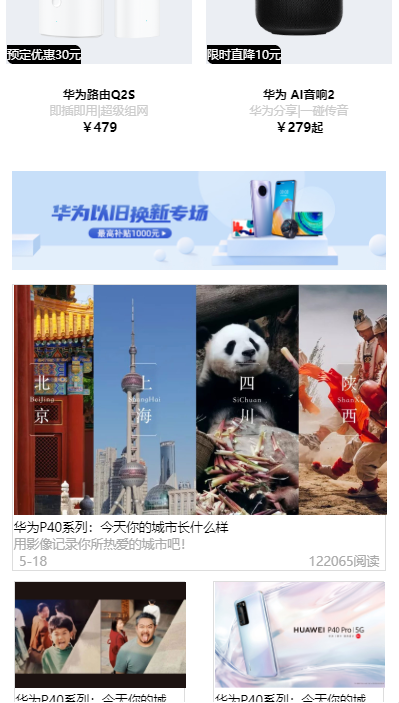 预定优惠30元
限时直降10元
华为路由Q2S
华为 AI音响2
即插即用|超级组网
华为分享|一碰传音
￥479
￥279起
华为以旧换新专场
最高补贴1000元
北京
BeiJing
上海
ShangHai
四川
SiChuan
陕西
ShanXi
华为P40系列：今天你的城市长什么样
用影像记录你所热爱的城市吧！
5-18
122065阅读
HUAWEI P40 Pro | 5G
华为P40系列：今天你的城
华为P40系列：今天你的城